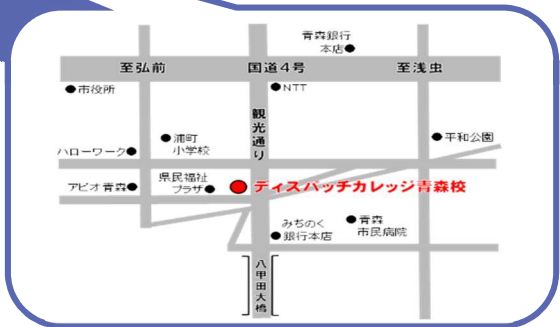 青森銀行
本店●
至弘前
国道4号
至浅虫
●市役所
●NTT
観光通り
●浦町
小学校
●平和公園
ハローワーク●
県民福祉
プラザ●
アピオ青森●
ディスパッチカレッジ青森校
みちのく
●銀行本店
●青森
市民病院
八甲田大橋